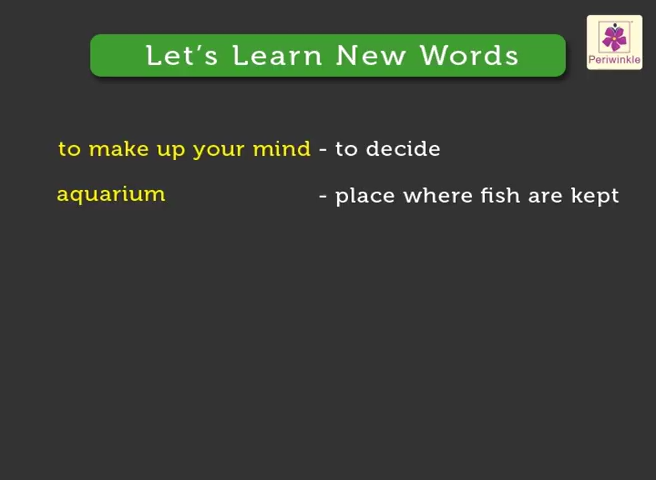 Let's Learn New Words
Periwinkle
to make up your mind - to decide
aquarium - place where fish are kept